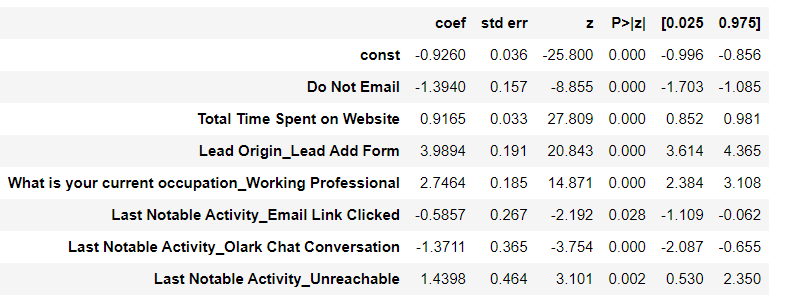 coef std err z P>|z| [0.025 0.975]
const -0.9260 0.036 -25.800 0.000 -0.996 -0.856
Do Not Email -1.3940 0.157 -8.855 0.000 -1.703 -1.085
Total Time Spent on Website 0.9165 0.033 27.809 0.000 0.852 0.981
Lead Origin_Lead Add Form 3.9894 0.191 20.843 0.000 3.614 4.365
What is your current occupation_Working Professional 2.7464 0.185 14.871 0.000 2.384 3.108
Last Notable Activity_Email Link Clicked -0.5857 0.267 -2.192 0.028 -1.109 -0.062
Last Notable Activity_Olark Chat Conversation -1.3711 0.365 -3.754 0.000 -2.087 -0.655
Last Notable Activity_Unreachable 1.4398 0.464 3.101 0.002 0.530 2.350